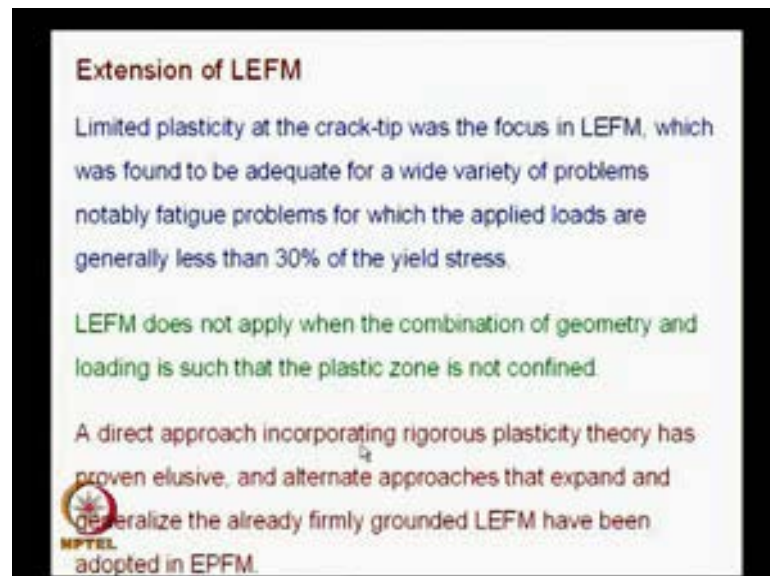 Extension of LEFM
Limited plasticity at the crack-tip was the focus in LEFM, which
was found to be adequate for a wide variety of problems
notably fatigue problems for which the applied loads are
generally less than 30% of the yield stress.
LEFM does not apply when the combination of geometry and
loading is such that the plastic zone is not confined.
A direct approach incorporating rigorous plasticity theory has
proven elusive, and alternate approaches that expand and
generalize the already firmly grounded LEFM have been
NPTEL
adopted in EPFM.